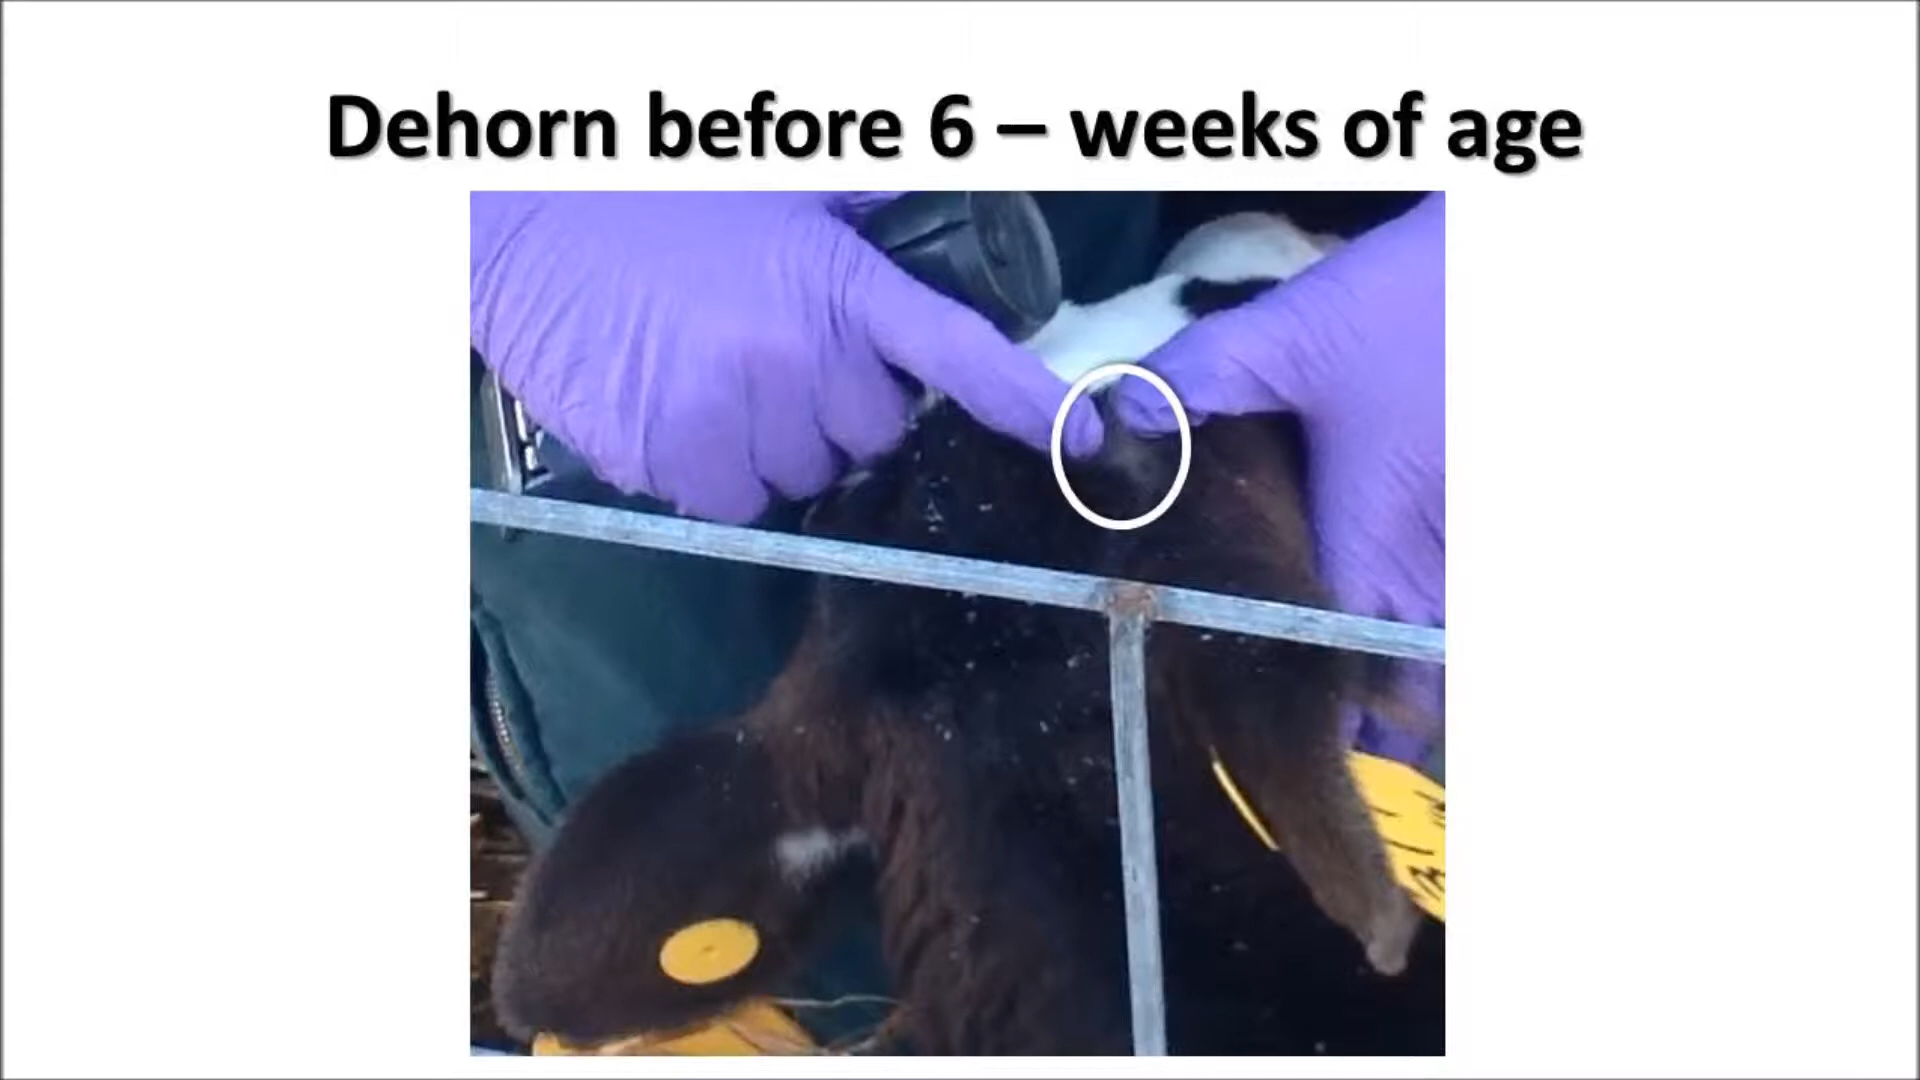 Dehorn before 6 – weeks of age